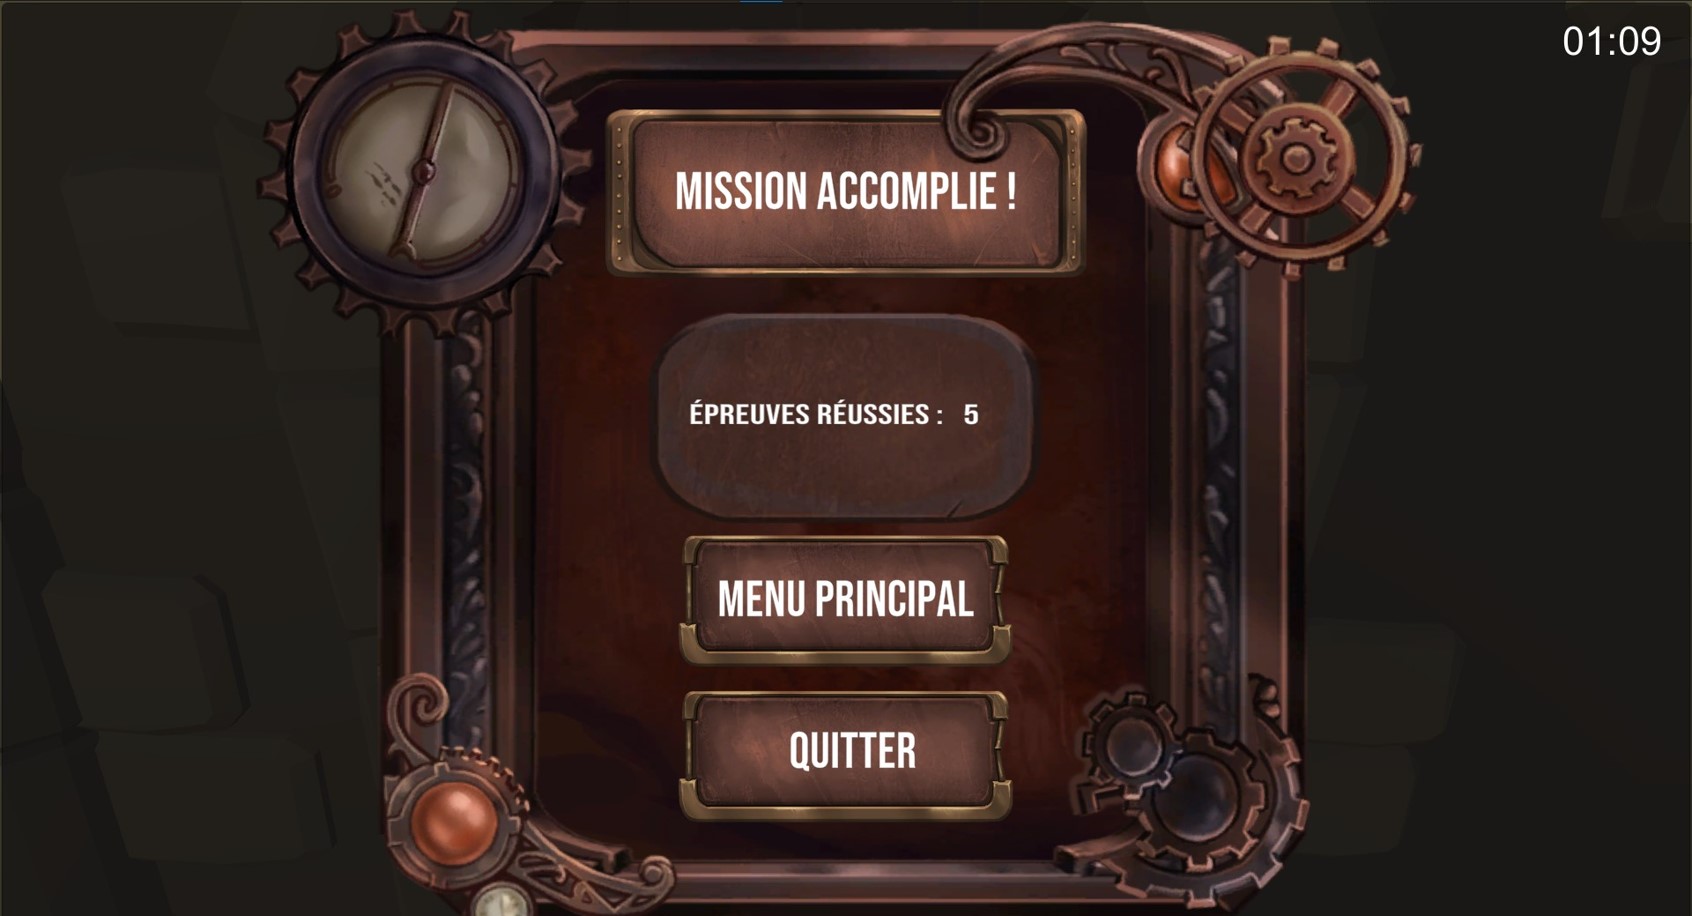 01:09
MISSION ACCOMPLIE !
ÉPREUVES RÉUSSIES : 5
MENU PRINCIPAL
QUITTER